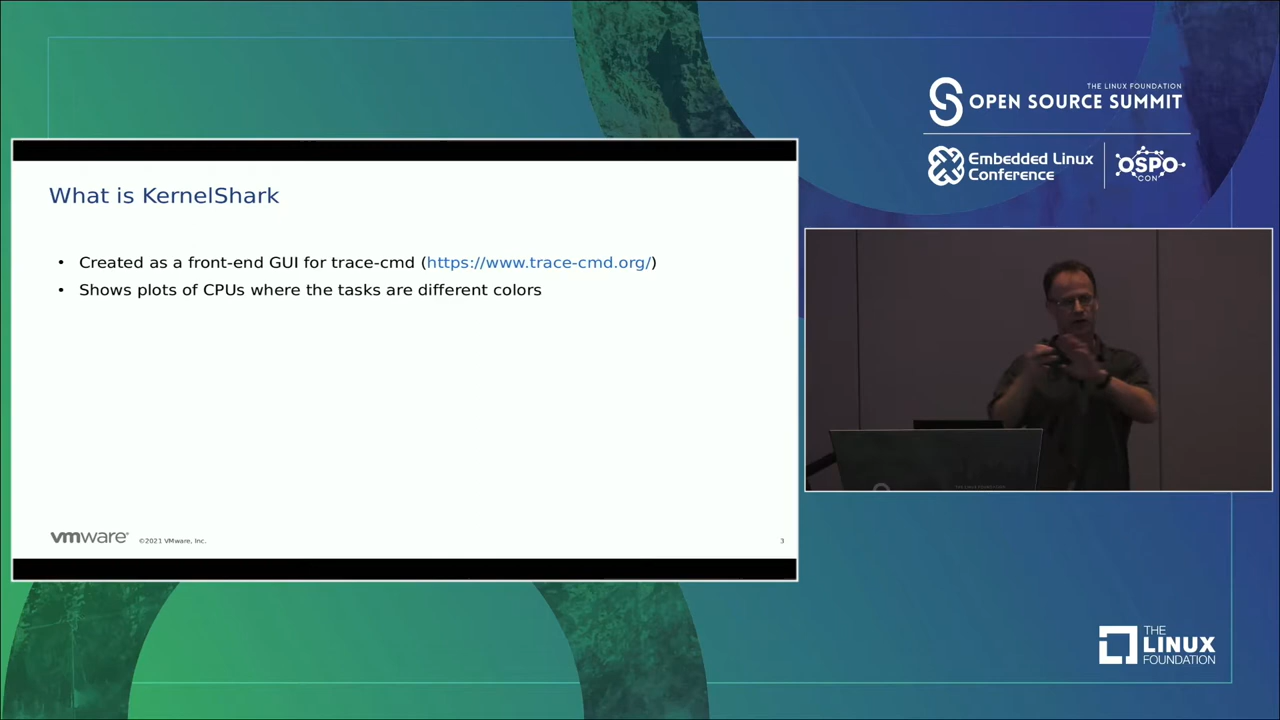 THE LINUX FOUNDATION
OPEN SOURCE SUMMIT
Embedded Linux
Conference
OSPO
CON
What is KernelShark
• Created as a front-end GUI for trace-cmd (https://www.trace-cmd.org/)
• Shows plots of CPUs where the tasks are different colors
vmware®
©2021 VMware, Inc.
3
THE
LINUX
FOUNDATION